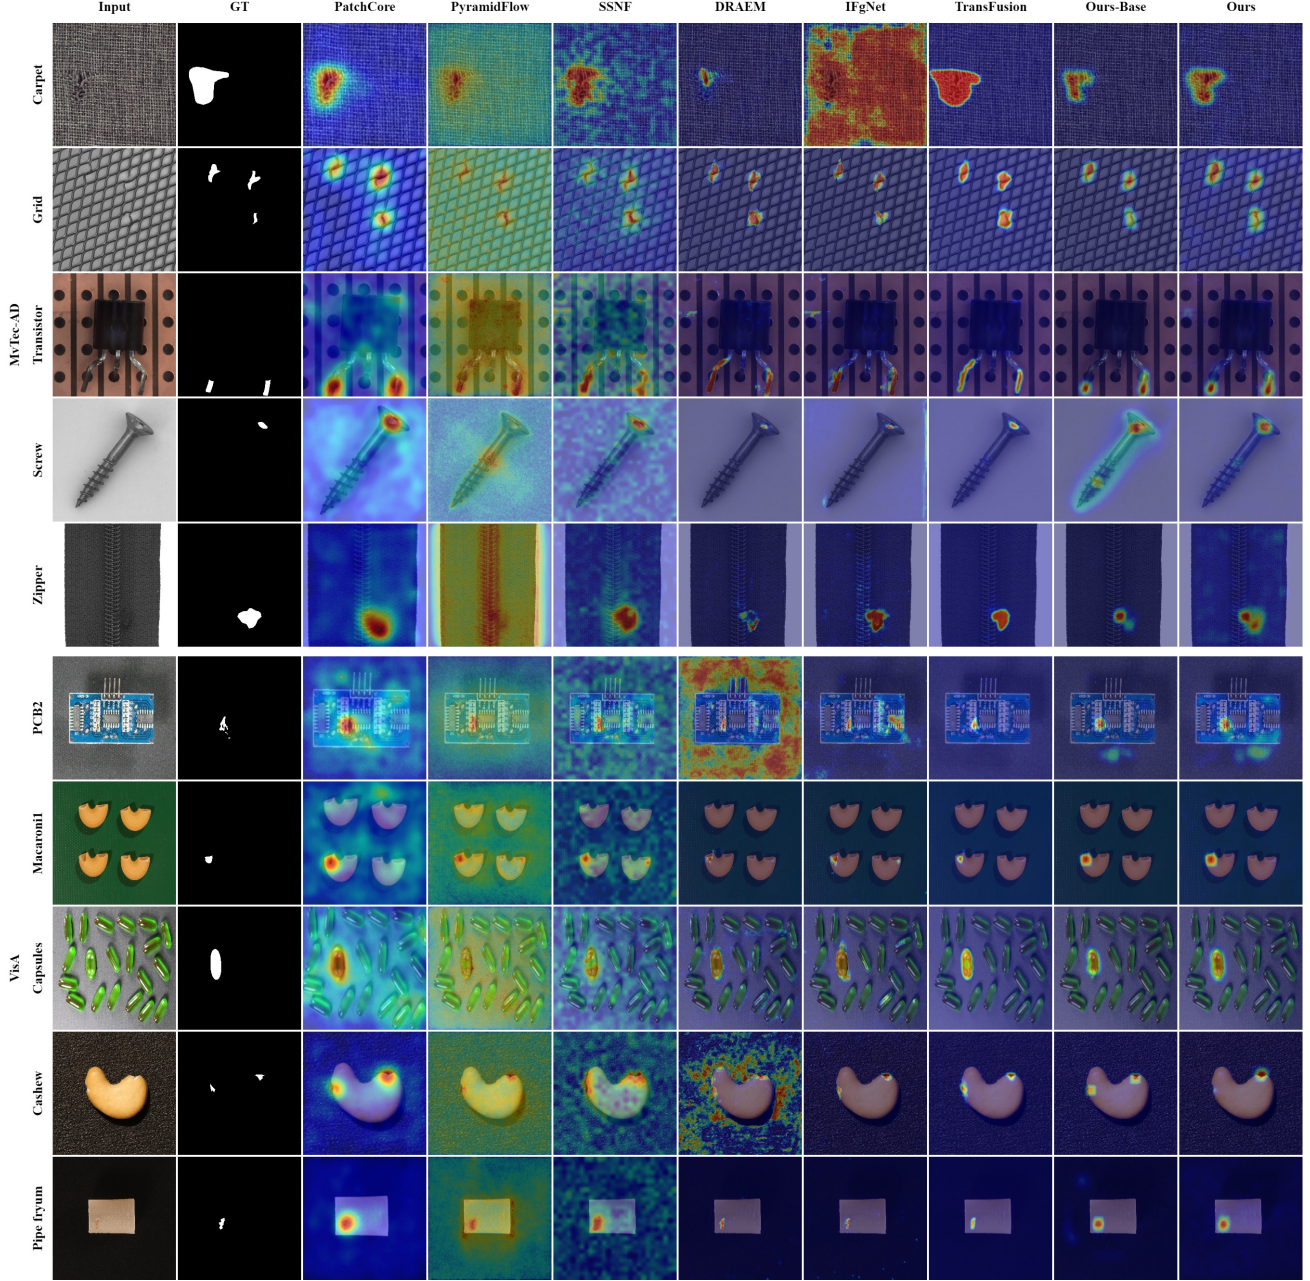 Input GT PatchCore PyramidFlow SSNF DRAEM IFgNet TransFusion Ours-Base Ours
MvTec-AD
Carpet
Grid
Transistor
Screw
Zipper
VisA
PCB2
Macaroni1
Capsules
Cashew
Pipe fryum